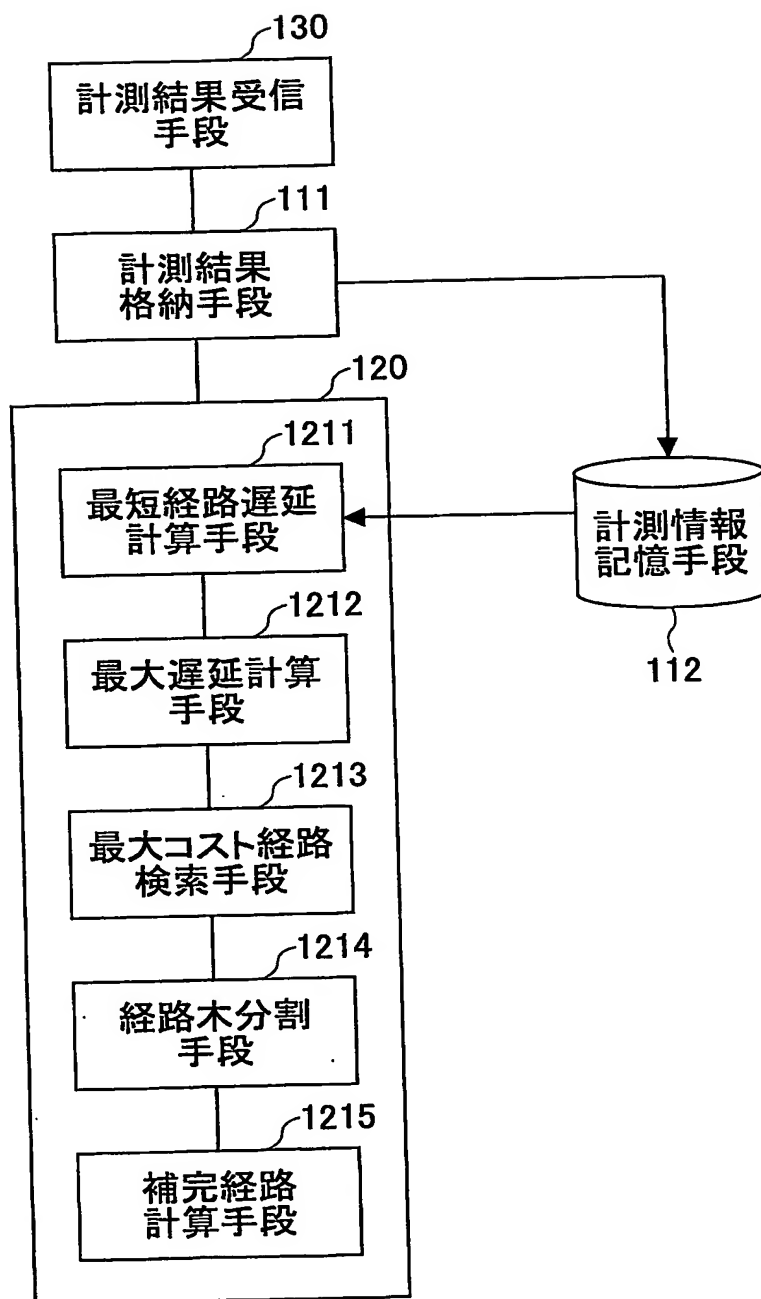 130
計測結果受信
手段
111
計測結果
格納手段
120
1211
最短経路遅延
計算手段
計測情報
記憶手段
112
1212
最大遅延計算
手段
1213
最大コスト経路
検索手段
1214
経路木分割
手段
1215
補完経路
計算手段